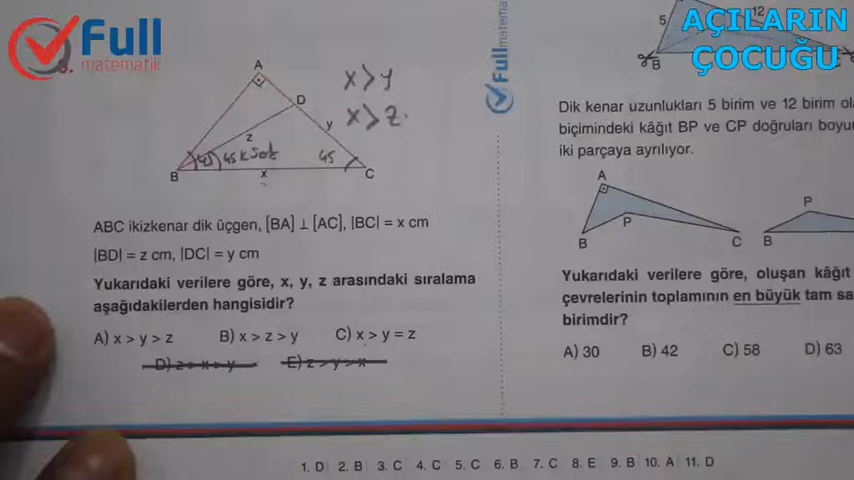 Full
matematik
AÇILARIN
ÇOCUĞU
Full matema
A
D
y
z
45
45
45
B
x
C
x>y
x>z.
ABC ikizkenar dik üçgen, [BA] ⊥ [AC], |BC| = x cm
|BD| = z cm, |DC| = y cm
Yukarıdaki verilere göre, x, y, z arasındaki sıralama
aşağıdakilerden hangisidir?
A) x > y > z B) x > z > y C) x > y = z
D) z > x > y E) z > y > x
5
12
B
Dik kenar uzunlukları 5 birim ve 12 birim ola
biçimindeki kâğıt BP ve CP doğruları boyun
iki parçaya ayrılıyor.
A
P
B
C
P
B
Yukarıdaki verilere göre, oluşan kâğıt
çevrelerinin toplamının en büyük tam sa
birimdir?
A) 30 B) 42 C) 58 D) 63
1. D 2. B 3. C 4. C 5. C 6. B 7. C 8. E 9. B 10. A 11. D